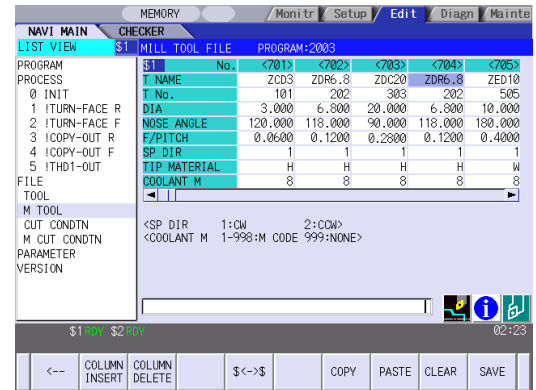 MEMORY Monitr Setup Edit Diagn Mainte
NAVI MAIN CHECKER
LIST VIEW $1 MILL TOOL FILE PROGRAM:2003
PROGRAM $1 No. <701> <702> <703> <704> <705>
PROCESS T NAME ZCD3 ZDR6.8 ZDC20 ZDR6.8 ZED10
0 INIT T No. 101 202 303 202 505
1 !TURN-FACE R DIA 3.000 6.800 20.000 6.800 10.000
2 !TURN-FACE F NOSE ANGLE 120.000 118.000 90.000 118.000 180.000
3 !COPY-OUT R F/PITCH 0.0600 0.1200 0.2800 0.1200 0.4000
4 !COPY-OUT F SP DIR 1 1 1 1 1
5 !THD1-OUT TIP MATERIAL H H H H W
FILE COOLANT M 8 8 8 8 8
TOOL
M TOOL
CUT CONDTN <SP DIR 1:CW 2:CCW>
M CUT CONDTN <COOLANT M 1-998:M CODE 999:NONE>
PARAMETER
VERSION
$1 RDY $2 RDY 02:23
<-- COLUMN INSERT COLUMN DELETE $<->$ COPY PASTE CLEAR SAVE